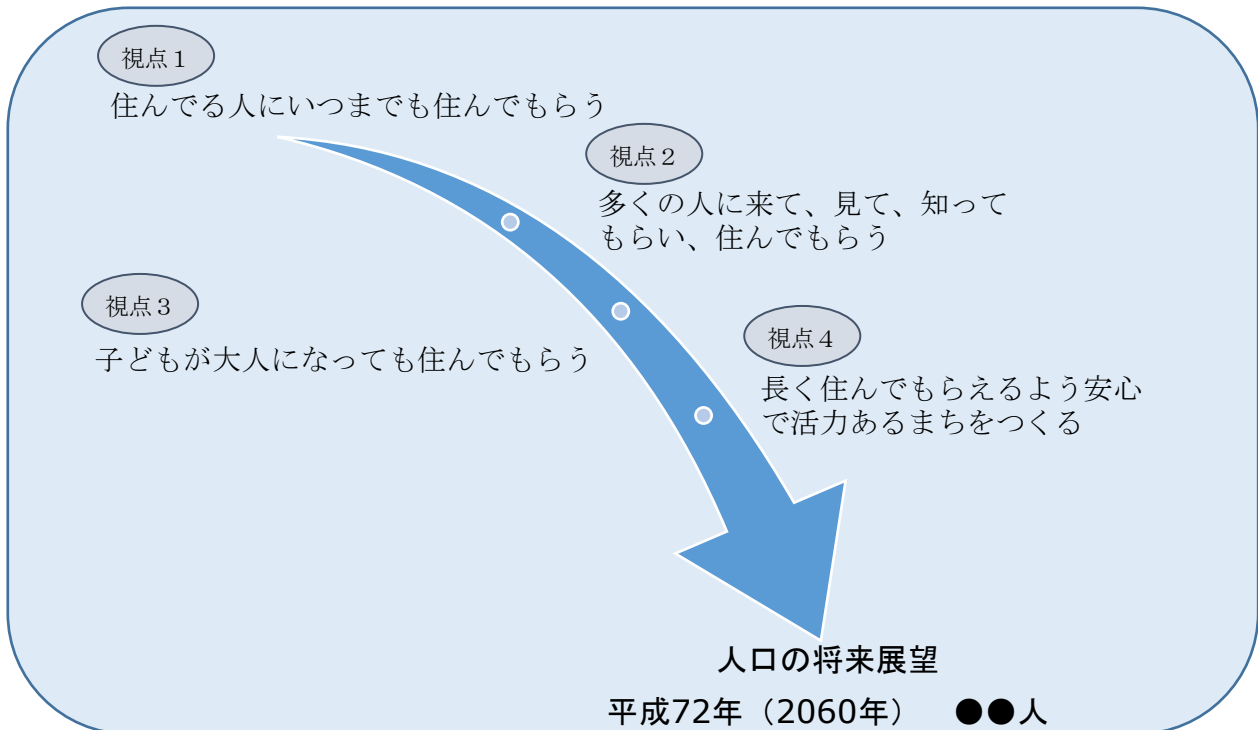 視点１
住んでる人にいつまでも住んでもらう
視点２
多くの人に来て、見て、知って
もらい、住んでもらう
視点３
子どもが大人になっても住んでもらう
視点４
長く住んでもらえるよう安心
で活力あるまちをつくる
人口の将来展望
平成72年（2060年）　●●人